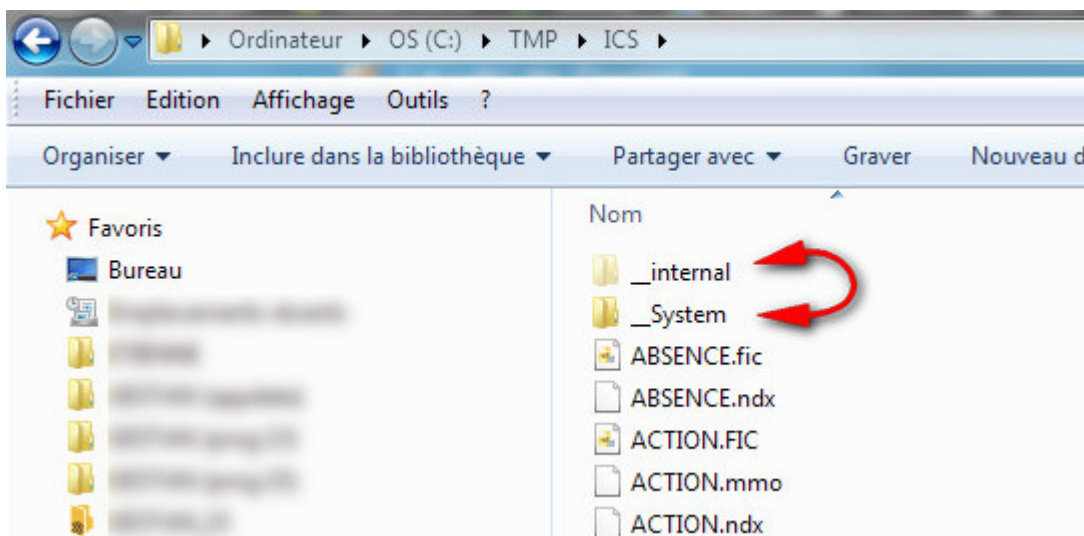 Ordinateur OS (C:) TMP ICS
Fichier Edition Affichage Outils ?
Organiser Inclure dans la bibliothèque Partager avec Graver Nouveau d
Favoris
Bureau
Nom
__internal
__System
ABSENCE.fic
ABSENCE.ndx
ACTION.FIC
ACTION.mmo
ACTION.ndx